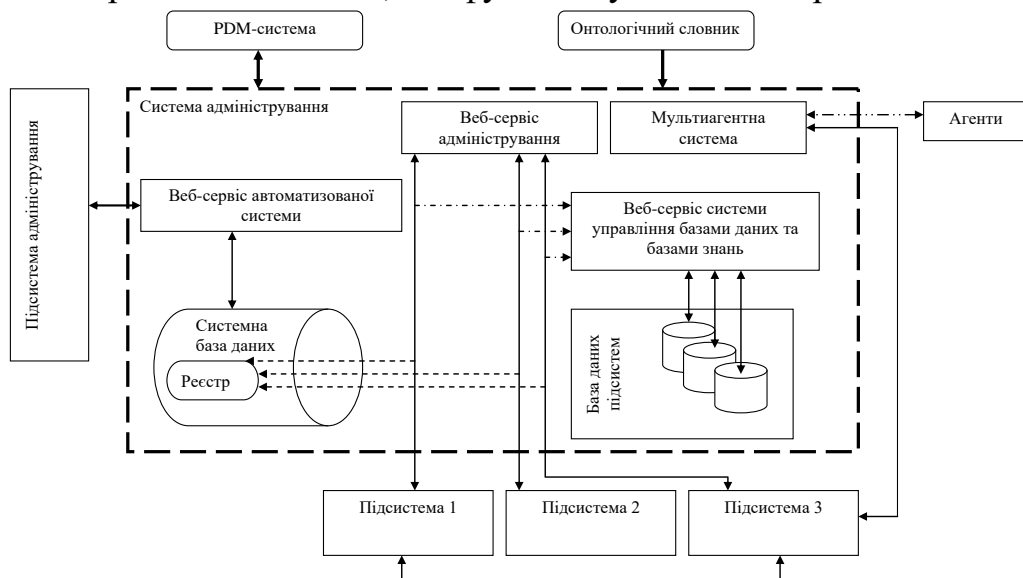 PDM-система
Онтологічний словник
Підсистема адміністрування
Система адміністрування
Веб-сервіс
адміністрування
Мультиагентна
система
Агенти
Веб-сервіс автоматизованої
системи
Веб-сервіс системи
управління базами даних та
базами знань
Системна
база даних
Реєстр
База даних
підсистем
Підсистема 1
Підсистема 2
Підсистема 3